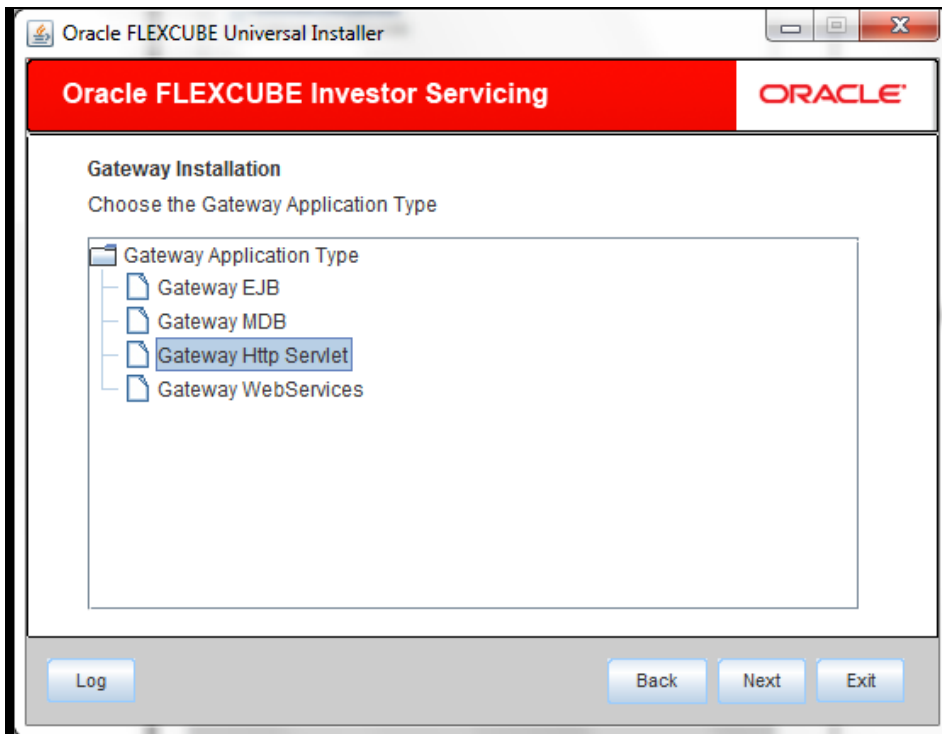 Oracle FLEXCUBE Universal Installer
Oracle FLEXCUBE Investor Servicing
ORACLE
Gateway Installation
Choose the Gateway Application Type
Gateway Application Type
Gateway EJB
Gateway MDB
Gateway Http Servlet
Gateway WebServices
Log Back Next Exit